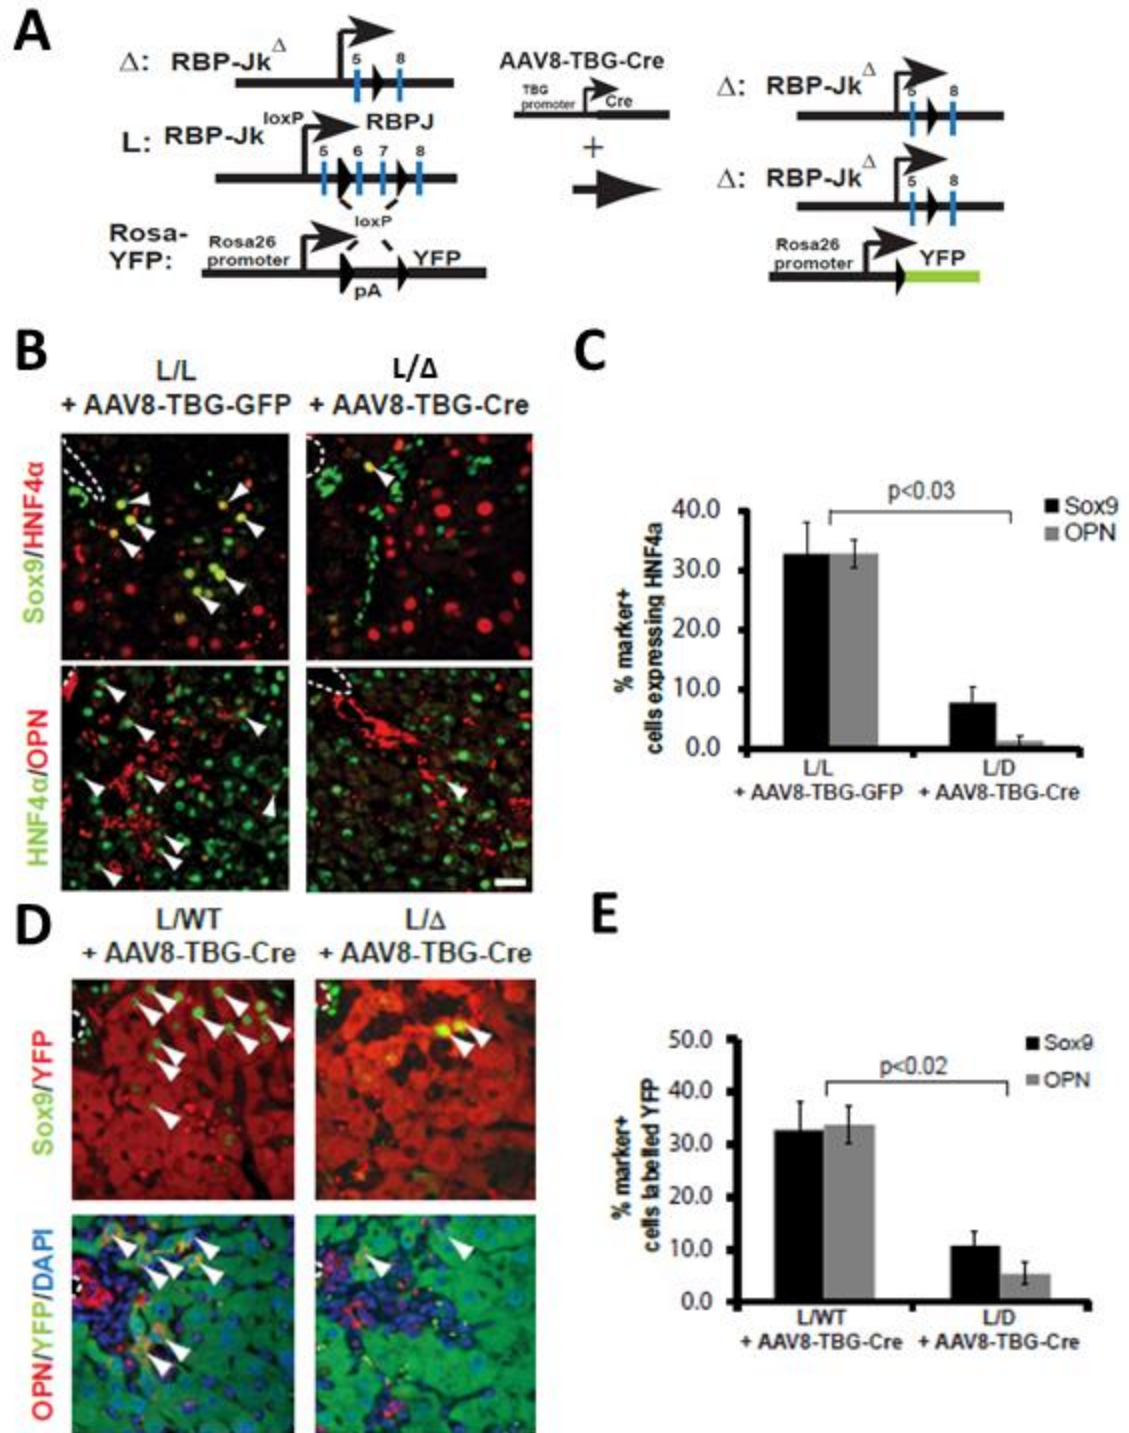 A
Δ: RBP-Jk Δ
5 8
L: RBP-Jk loxP RBPJ
5 6 7 8
loxP
Rosa-
YFP:
Rosa26
promoter
YFP
pA
AAV8-TBG-Cre
TBG
promoter
Cre
+
Δ: RBP-Jk Δ
5 8
Δ: RBP-Jk Δ
5 8
Rosa26
promoter
YFP
B
L/L
+ AAV8-TBG-GFP
L/Δ
+ AAV8-TBG-Cre
Sox9/HNF4α
HNF4α/OPN
C
% marker+
cells expressing HNF4a
40.0
30.0
20.0
10.0
0.0
p<0.03
Sox9
OPN
L/L
+ AAV8-TBG-GFP
L/D
+ AAV8-TBG-Cre
D
L/WT
+ AAV8-TBG-Cre
L/Δ
+ AAV8-TBG-Cre
Sox9/YFP
OPN/YFP/DAPI
E
% marker+
cells labelled YFP
50.0
40.0
30.0
20.0
10.0
0.0
p<0.02
Sox9
OPN
L/WT
+ AAV8-TBG-Cre
L/D
+ AAV8-TBG-Cre